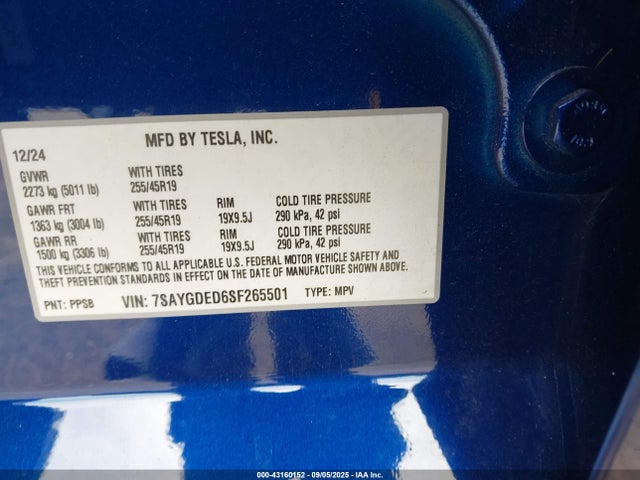 MFD BY TESLA, INC.
12/24
GVWR WITH TIRES
2273 kg (5011 lb) 255/45R19
GAWR FRT WITH TIRES RIM COLD TIRE PRESSURE
1363 kg (3004 lb) 255/45R19 19X9.5J 290 kPa, 42 psi
GAWR RR WITH TIRES RIM COLD TIRE PRESSURE
1500 kg (3306 lb) 255/45R19 19X9.5J 290 kPa, 42 psi
THIS VEHICLE CONFORMS TO ALL APPLICABLE U.S. FEDERAL MOTOR VEHICLE SAFETY AND
THEFT PREVENTION STANDARDS IN EFFECT ON THE DATE OF MANUFACTURE SHOWN ABOVE.
PNT: PPSB VIN: 7SAYGDED6SF265501 TYPE: MPV
000-43160152 - 09/05/2025 - IAA Inc.